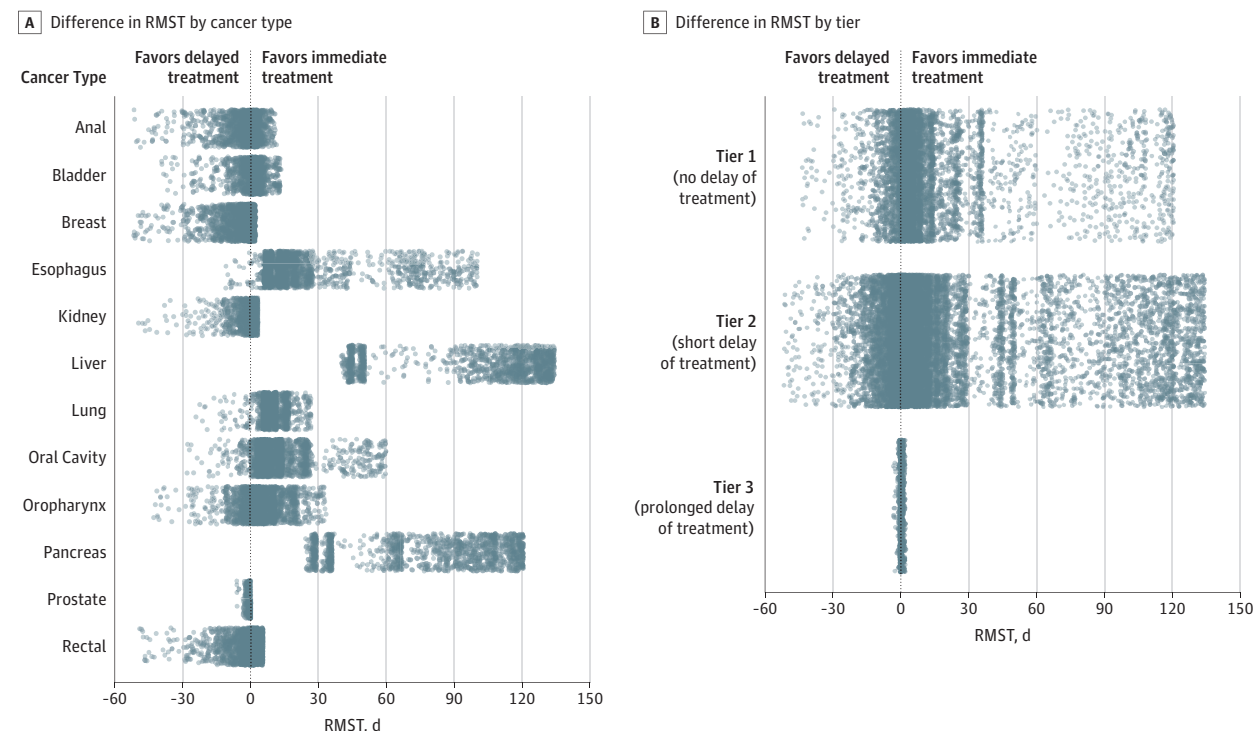 A Difference in RMST by cancer type
Favors delayed treatment
Favors immediate treatment
Cancer Type
Anal
Bladder
Breast
Esophagus
Kidney
Liver
Lung
Oral Cavity
Oropharynx
Pancreas
Prostate
Rectal
-60 -30 0 30 60 90 120 150
RMST, d
B Difference in RMST by tier
Favors delayed treatment
Favors immediate treatment
Tier 1
(no delay of
treatment)
Tier 2
(short delay
of treatment)
Tier 3
(prolonged delay
of treatment)
-60 -30 0 30 60 90 120 150
RMST, d